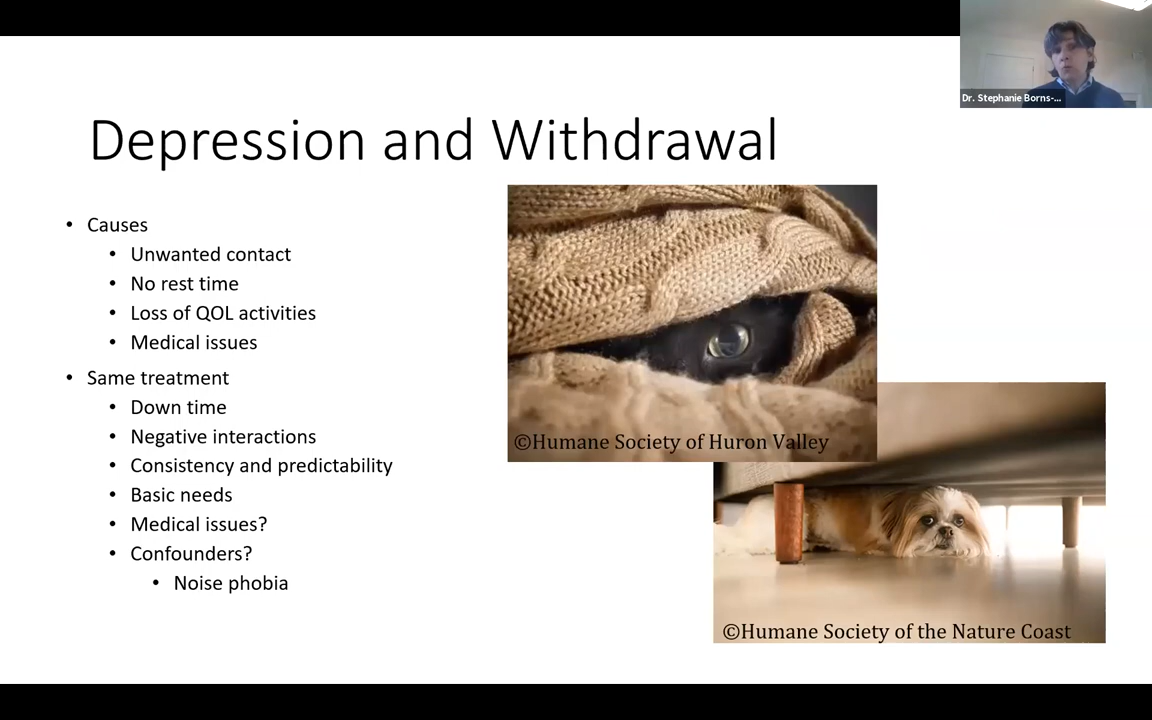 Dr. Stephanie Borns-...
Depression and Withdrawal
• Causes
• Unwanted contact
• No rest time
• Loss of QOL activities
• Medical issues
• Same treatment
• Down time
• Negative interactions
• Consistency and predictability
• Basic needs
• Medical issues?
• Confounders?
• Noise phobia
©Humane Society of Huron Valley
©Humane Society of the Nature Coast